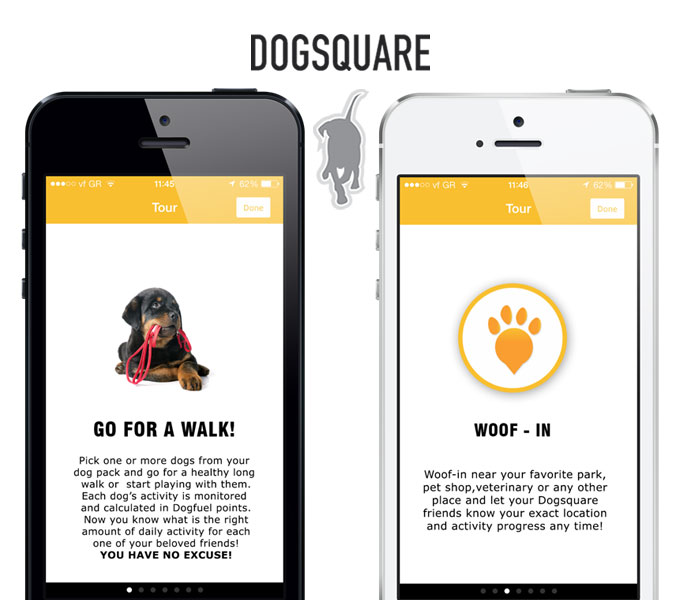 DOGSQUARE
vf GR 11:45 62%
Tour Done
GO FOR A WALK!
Pick one or more dogs from your
dog pack and go for a healthy long
walk or start playing with them.
Each dog's activity is monitored
and calculated in Dogfuel points.
Now you know what is the right
amount of daily activity for each
one of your beloved friends!
YOU HAVE NO EXCUSE!
vf GR 11:46 62%
Tour Done
WOOF - IN
Woof-in near your favorite park,
pet shop,veterinary or any other
place and let your Dogsquare
friends know your exact location
and activity progress any time!